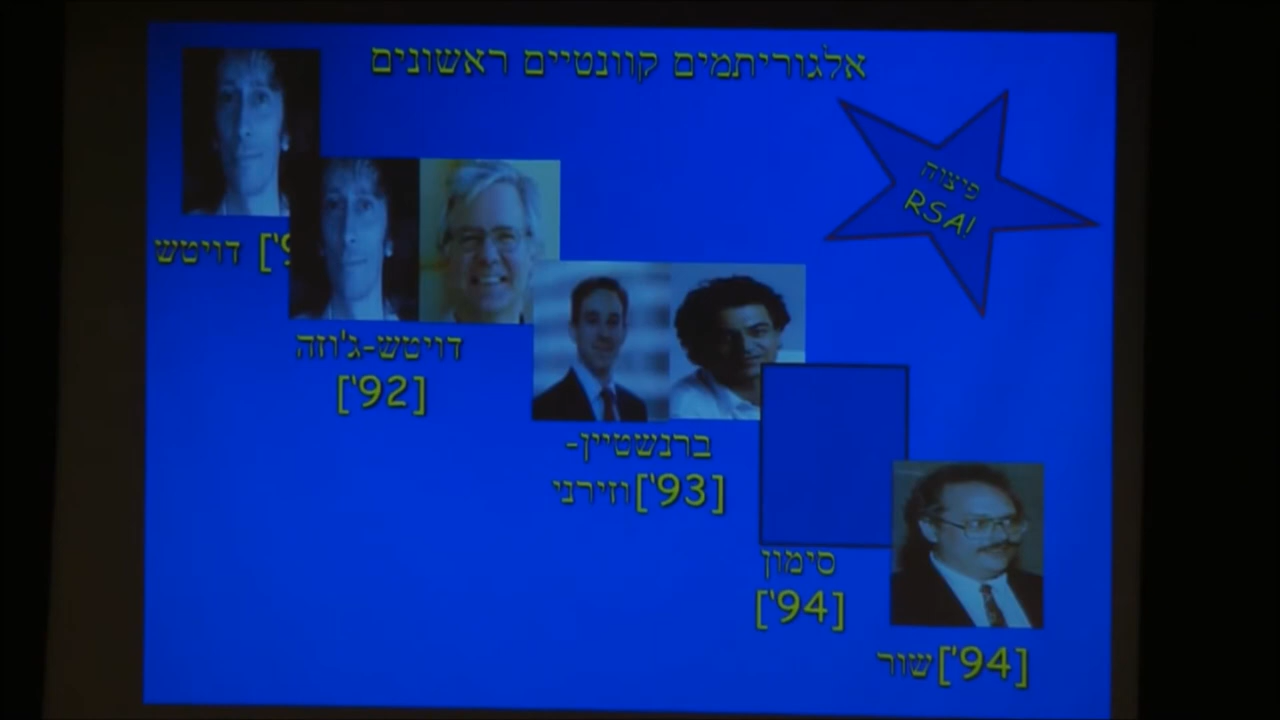 אלגוריתמים קוונטיים ראשונים
פיצוח
RSA!
דויטש
דויטש-ג'וזה
['92]
ברנשטיין-
וזירני['93]
סימון
['94]
שור['94]